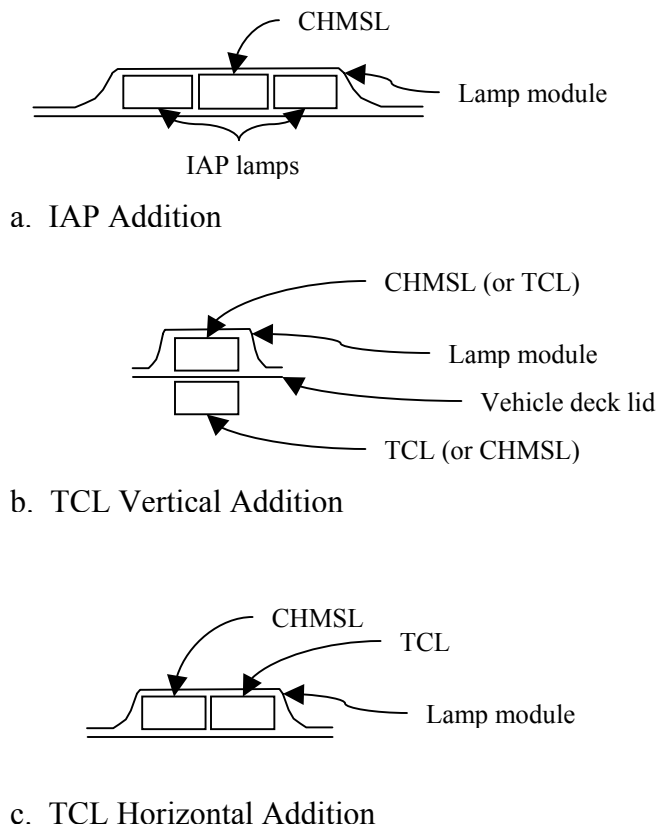 CHMSL
Lamp module
IAP lamps
a. IAP Addition
CHMSL (or TCL)
Lamp module
Vehicle deck lid
TCL (or CHMSL)
b. TCL Vertical Addition
CHMSL
TCL
Lamp module
c. TCL Horizontal Addition